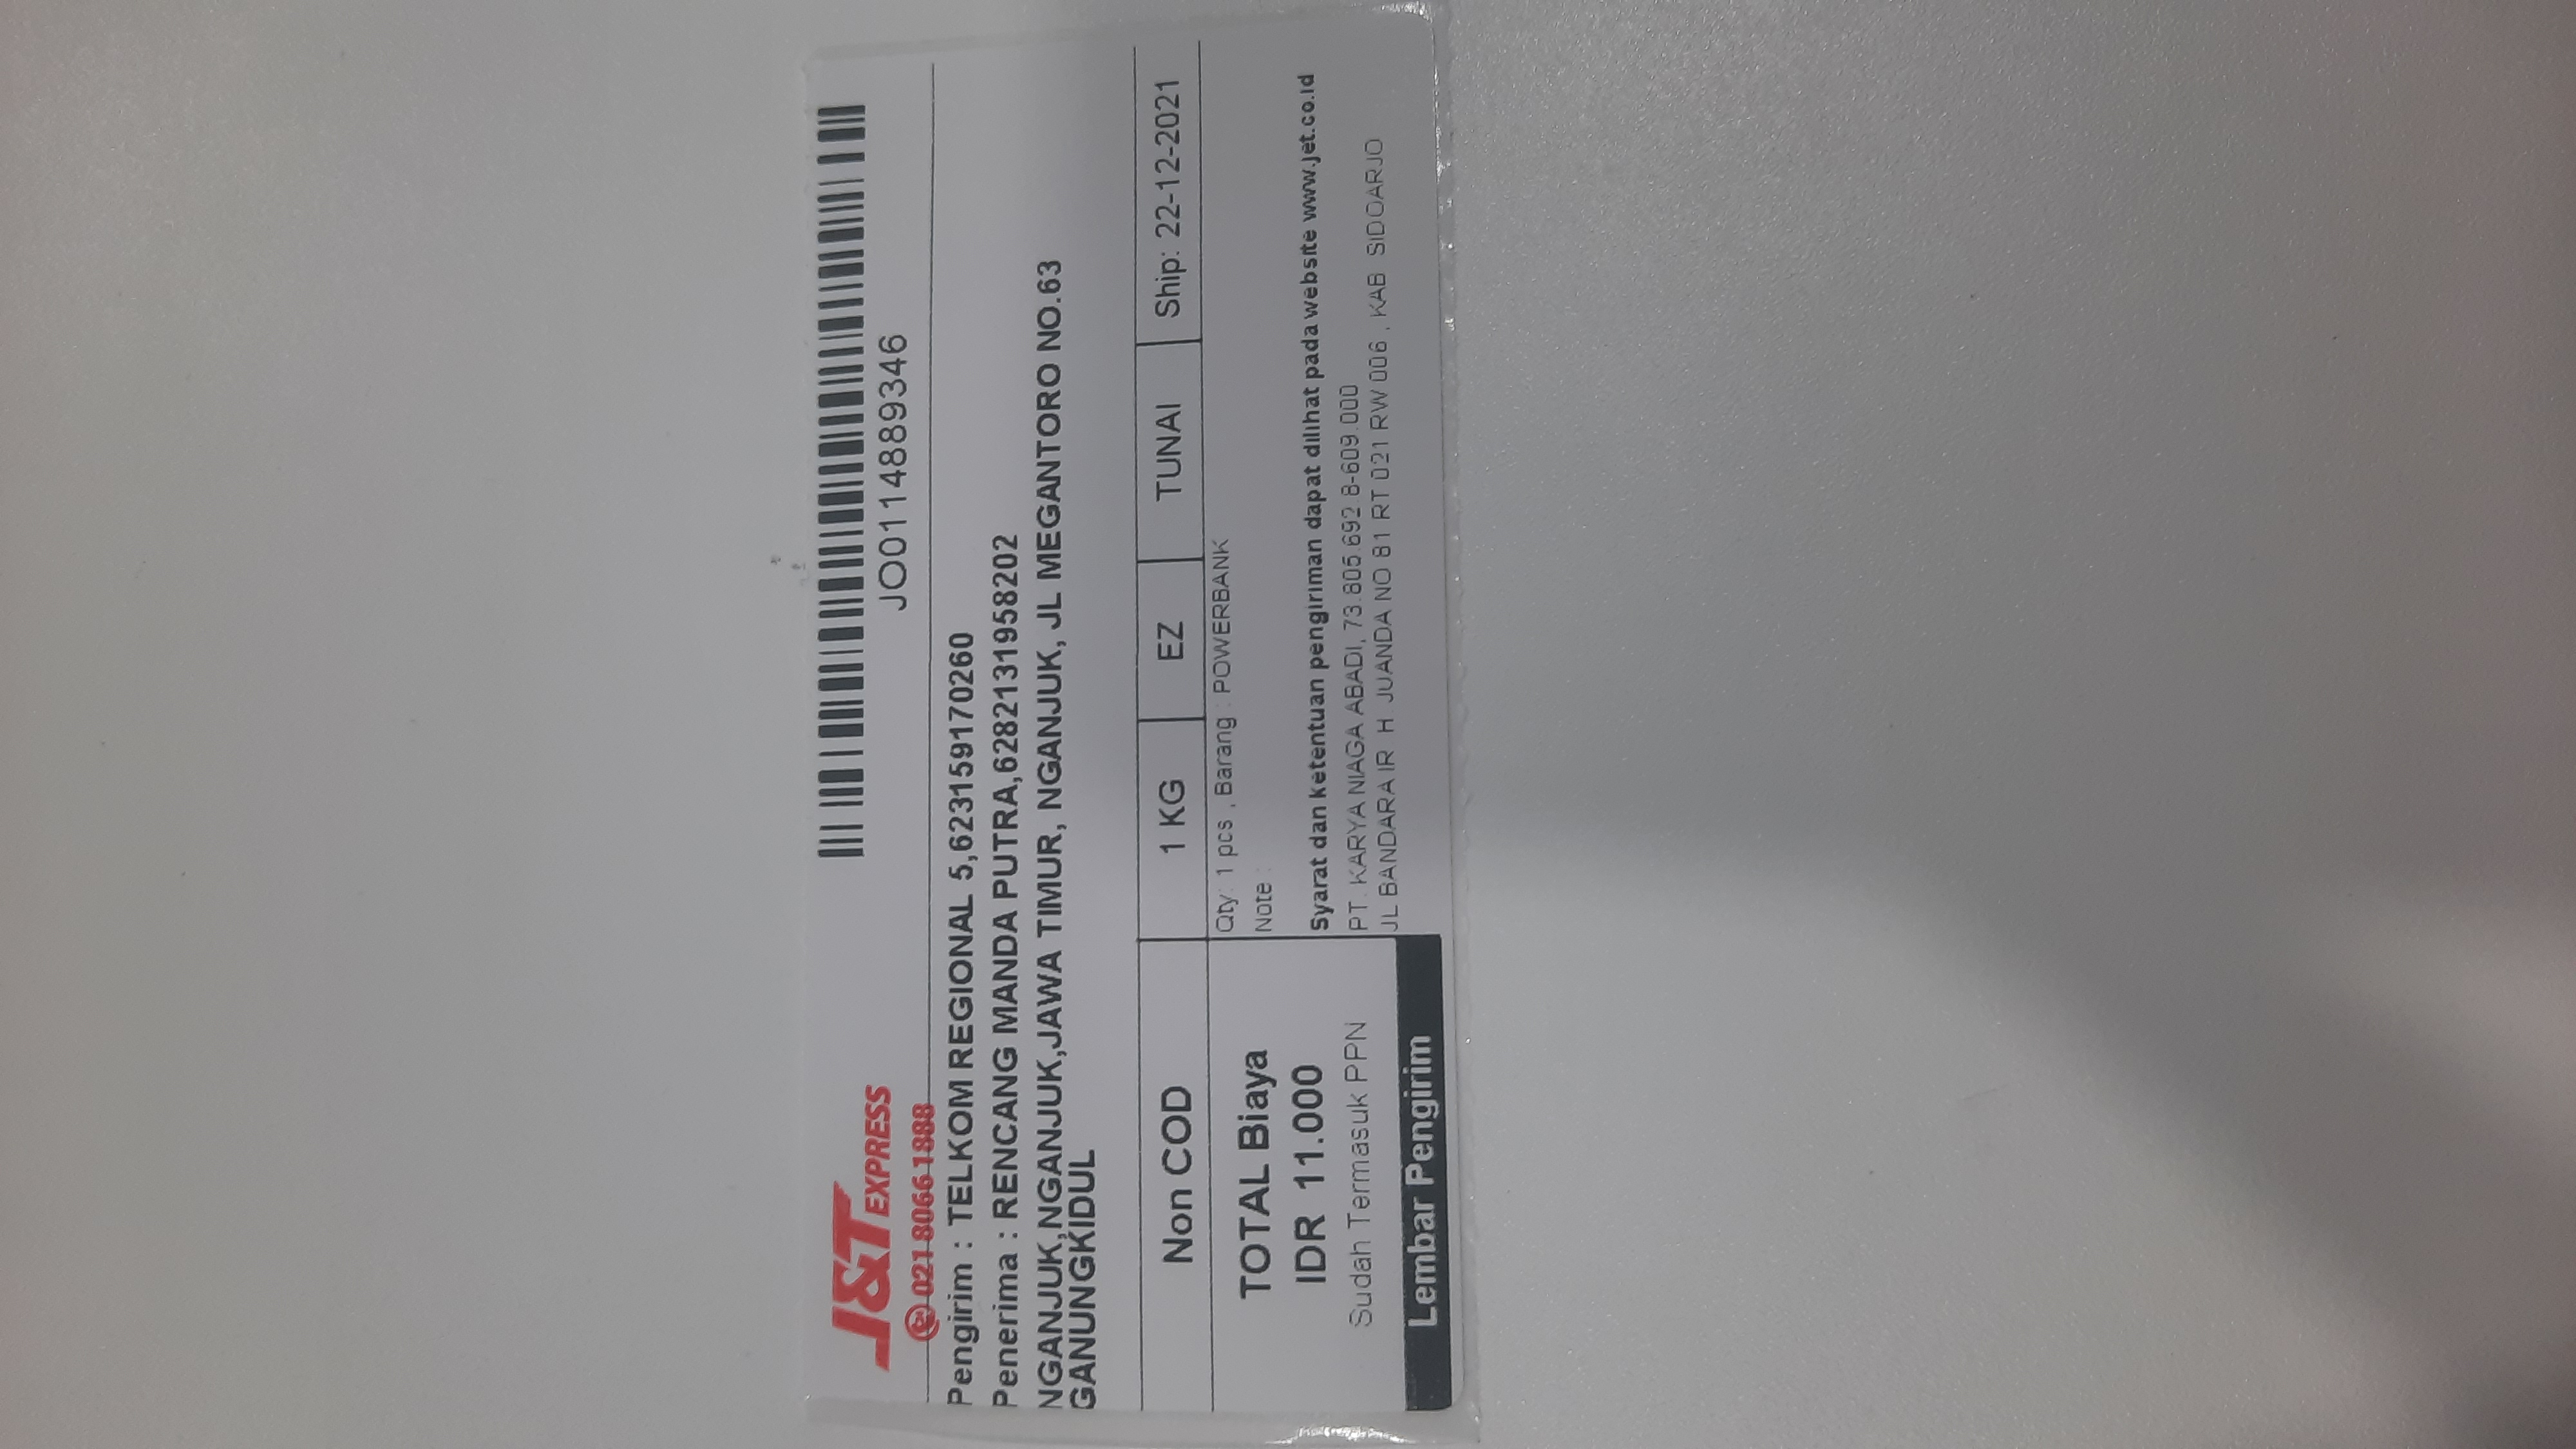 J&T EXPRESS
021 8066 1888
JO0114889346
Pengirim : TELKOM REGIONAL 5,623159170260
Penerima : RENCANG MANDA PUTRA,6282131958202
NGANJUK,NGANJUK,JAWA TIMUR, NGANJUK, JL MEGANTORO NO.63
GANUNGKIDUL
Non COD
1 KG
EZ
TUNAI
Ship: 22-12-2021
TOTAL Biaya
IDR 11.000
Sudah Termasuk PPN
Lembar Pengirim
Qty: 1 pcs , Barang : POWERBANK
Note :
Syarat dan ketentuan pengiriman dapat dilihat pada website www.jet.co.id
PT. KARYA NIAGA ABADI, 73.805.692.8-609.000
JL BANDARA IR H JUANDA NO 81 RT 021 RW 006 , KAB SIDOARJO